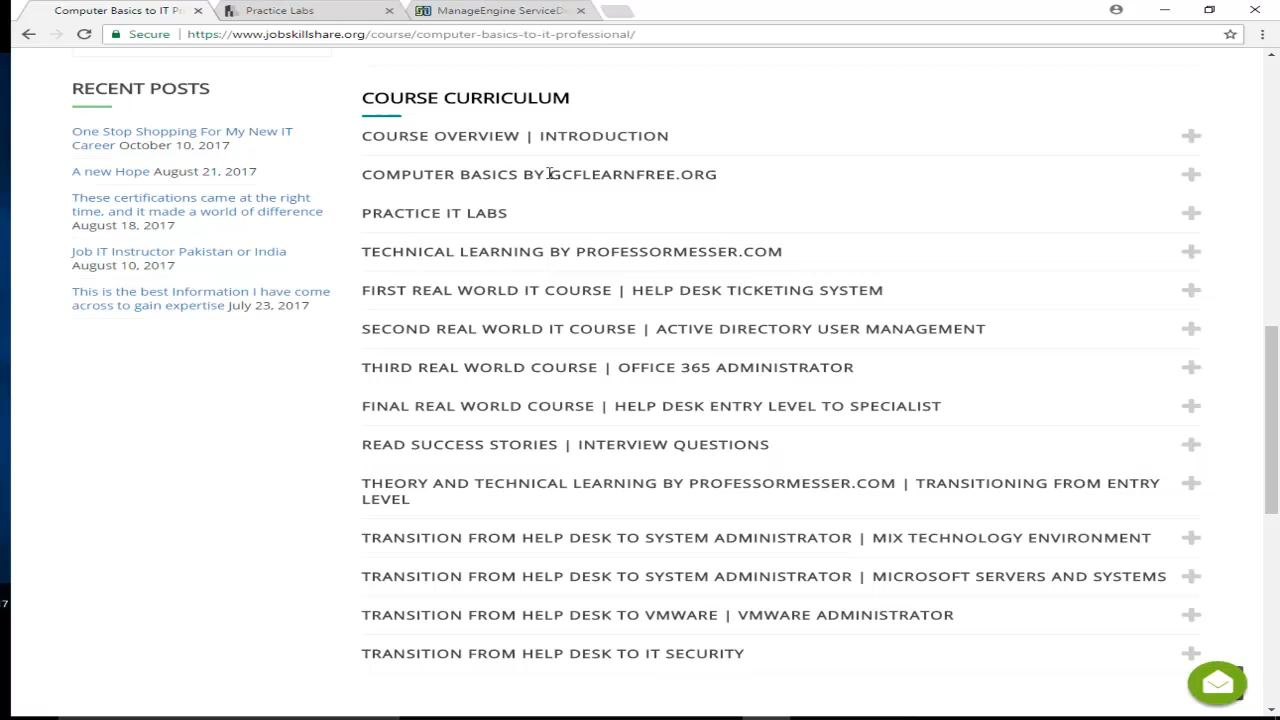 Computer Basics to IT Pr
Practice Labs
ManageEngine ServiceD
Secure
https://www.jobskillshare.org/course/computer-basics-to-it-professional/
RECENT POSTS
One Stop Shopping For My New IT
Career October 10, 2017
A new Hope August 21, 2017
These certifications came at the right
time, and it made a world of difference
August 18, 2017
Job IT Instructor Pakistan or India
August 10, 2017
This is the best Information I have come
across to gain expertise July 23, 2017
COURSE CURRICULUM
COURSE OVERVIEW | INTRODUCTION
COMPUTER BASICS BY GCFLEARNFREE.ORG
PRACTICE IT LABS
TECHNICAL LEARNING BY PROFESSORMESSER.COM
FIRST REAL WORLD IT COURSE | HELP DESK TICKETING SYSTEM
SECOND REAL WORLD IT COURSE | ACTIVE DIRECTORY USER MANAGEMENT
THIRD REAL WORLD COURSE | OFFICE 365 ADMINISTRATOR
FINAL REAL WORLD COURSE | HELP DESK ENTRY LEVEL TO SPECIALIST
READ SUCCESS STORIES | INTERVIEW QUESTIONS
THEORY AND TECHNICAL LEARNING BY PROFESSORMESSER.COM | TRANSITIONING FROM ENTRY
LEVEL
TRANSITION FROM HELP DESK TO SYSTEM ADMINISTRATOR | MIX TECHNOLOGY ENVIRONMENT
TRANSITION FROM HELP DESK TO SYSTEM ADMINISTRATOR | MICROSOFT SERVERS AND SYSTEMS
TRANSITION FROM HELP DESK TO VMWARE | VMWARE ADMINISTRATOR
TRANSITION FROM HELP DESK TO IT SECURITY